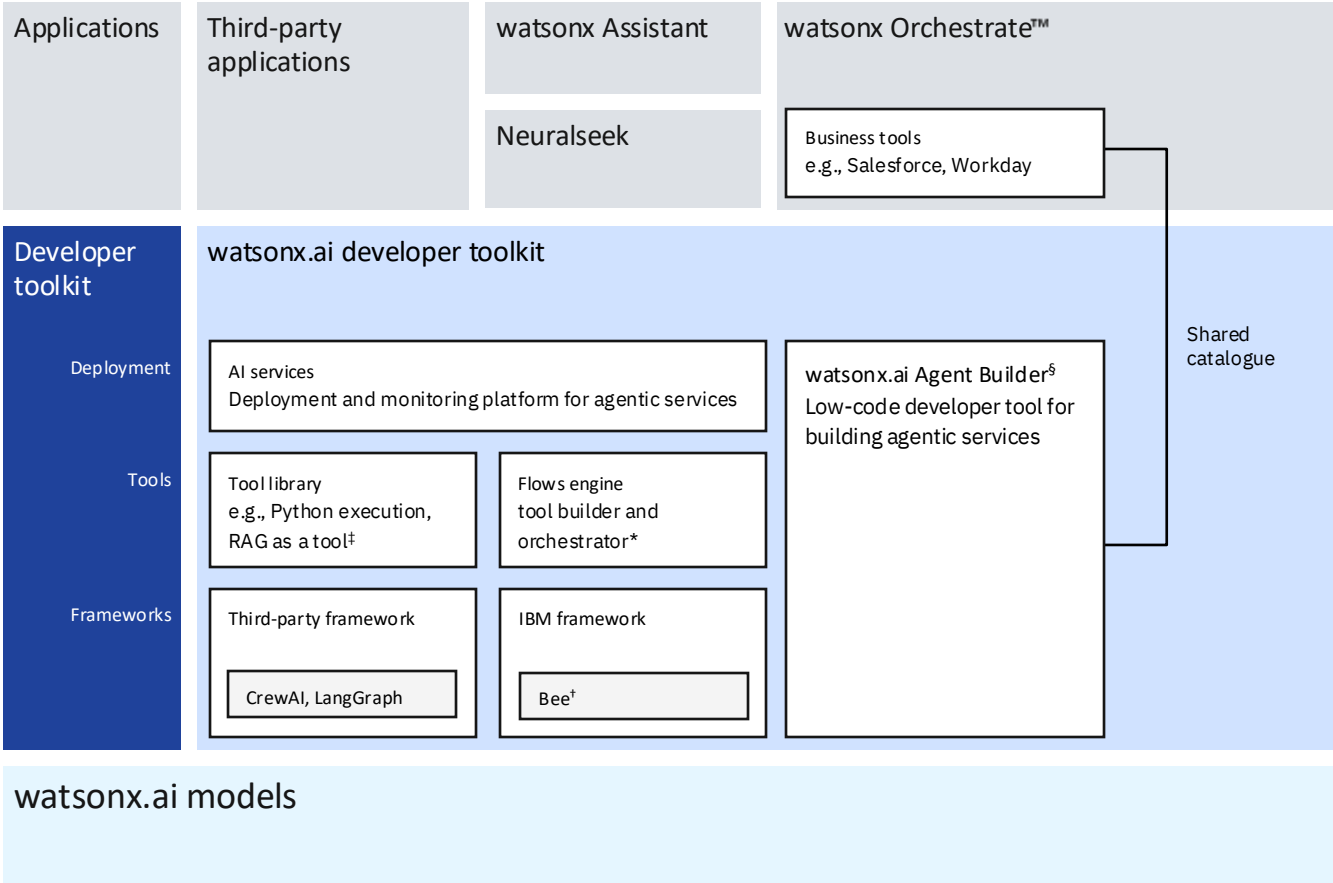 Applications
Third-party
applications
watsonx Assistant
Neuralseek
watsonx Orchestrate™
Business tools
e.g., Salesforce, Workday
Developer
toolkit
watsonx.ai developer toolkit
Shared
catalogue
Deployment
AI services
Deployment and monitoring platform for agentic services
watsonx.ai Agent Builder§
Low-code developer tool for
building agentic services
Tools
Tool library
e.g., Python execution,
RAG as a tool‡
Flows engine
tool builder and
orchestrator*
Frameworks
Third-party framework
CrewAI, LangGraph
IBM framework
Bee†
watsonx.ai models